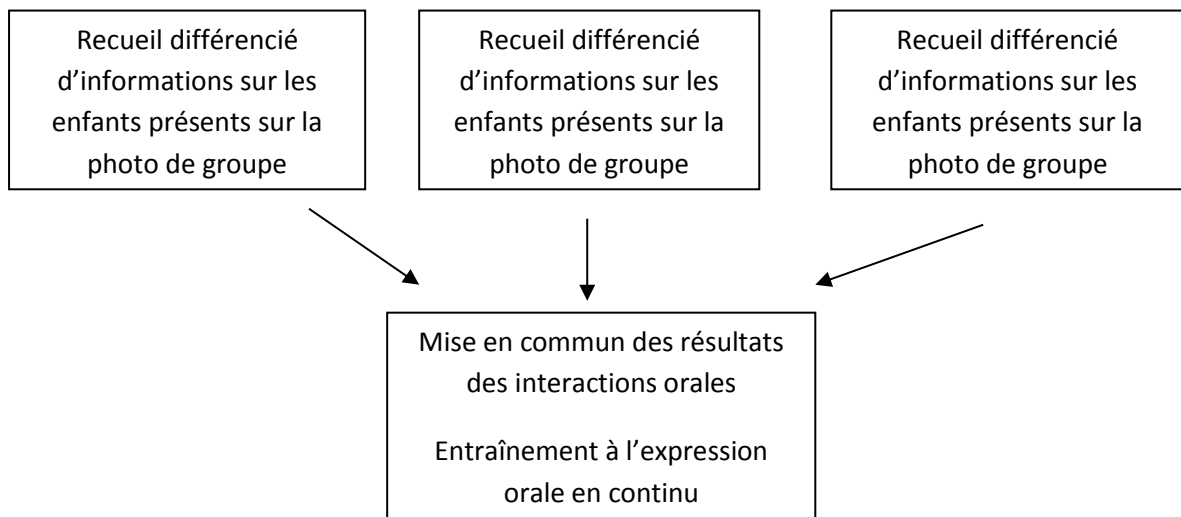 Recueil différencié
d’informations sur les
enfants présents sur la
photo de groupe
Recueil différencié
d’informations sur les
enfants présents sur la
photo de groupe
Recueil différencié
d’informations sur les
enfants présents sur la
photo de groupe
Mise en commun des résultats
des interactions orales
Entraînement à l’expression
orale en continu